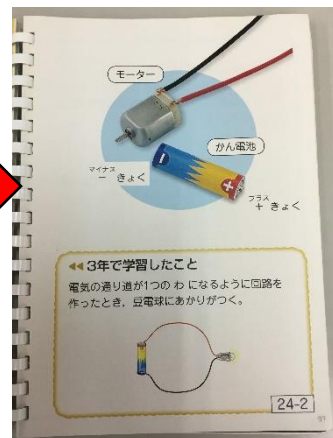 モーター
かん電池
マイナス
－ きょく
プラス
＋ きょく
3年で学習したこと
電気の通り道が1つの わ になるように回路を
作ったとき，豆電球にあかりがつく。
24-2